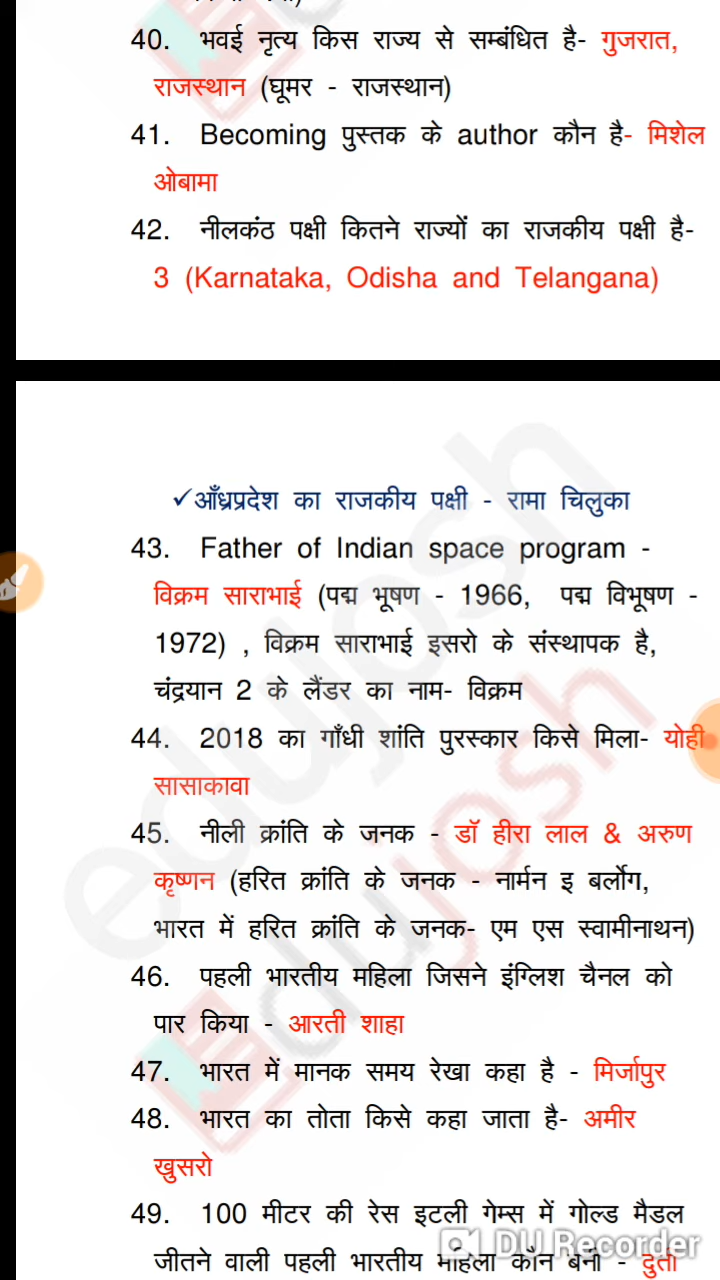 40. भवई नृत्य किस राज्य से सम्बंधित है- गुजरात,
राजस्थान (घूमर - राजस्थान)
41. Becoming पुस्तक के author कौन है- मिशेल
ओबामा
42. नीलकंठ पक्षी कितने राज्यों का राजकीय पक्षी है-
3 (Karnataka, Odisha and Telangana)
✓आँध्रप्रदेश का राजकीय पक्षी - रामा चिलुका
43. Father of Indian space program -
विक्रम साराभाई (पद्म भूषण - 1966, पद्म विभूषण -
1972) , विक्रम साराभाई इसरो के संस्थापक है,
चंद्रयान 2 के लैंडर का नाम- विक्रम
44. 2018 का गाँधी शांति पुरस्कार किसे मिला- योही
सासाकावा
45. नीली क्रांति के जनक - डॉ हीरा लाल & अरुण
कृष्णन (हरित क्रांति के जनक - नार्मन इ बर्लोग,
भारत में हरित क्रांति के जनक- एम एस स्वामीनाथन)
46. पहली भारतीय महिला जिसने इंग्लिश चैनल को
पार किया - आरती शाहा
47. भारत में मानक समय रेखा कहा है - मिर्जापुर
48. भारत का तोता किसे कहा जाता है- अमीर
खुसरो
49. 100 मीटर की रेस इटली गेम्स में गोल्ड मैडल
जीतने वाली पहली भारतीय महिला कौन बनी - दुती
DU Recorder
edujosh
edujosh